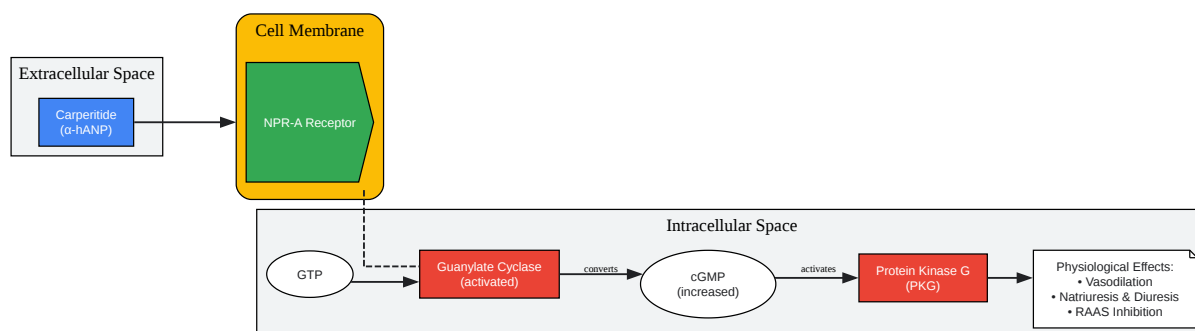 Cell Membrane
Extracellular Space
Carperitide
(α-hANP)
NPR-A Receptor
Intracellular Space
GTP
Guanylate Cyclase
(activated)
converts
cGMP
(increased)
activates
Protein Kinase G
(PKG)
Physiological Effects:
• Vasodilation
• Natriuresis & Diuresis
• RAAS Inhibition